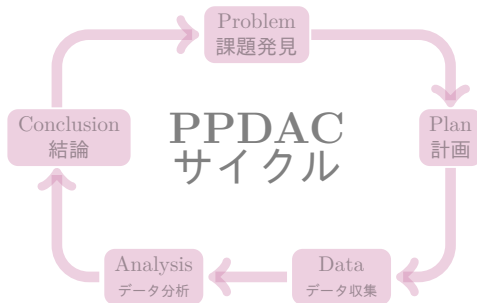 Problem
課題発見
Conclusion
結論
PPDAC
サイクル
Plan
計画
Analysis
データ分析
Data
データ収集